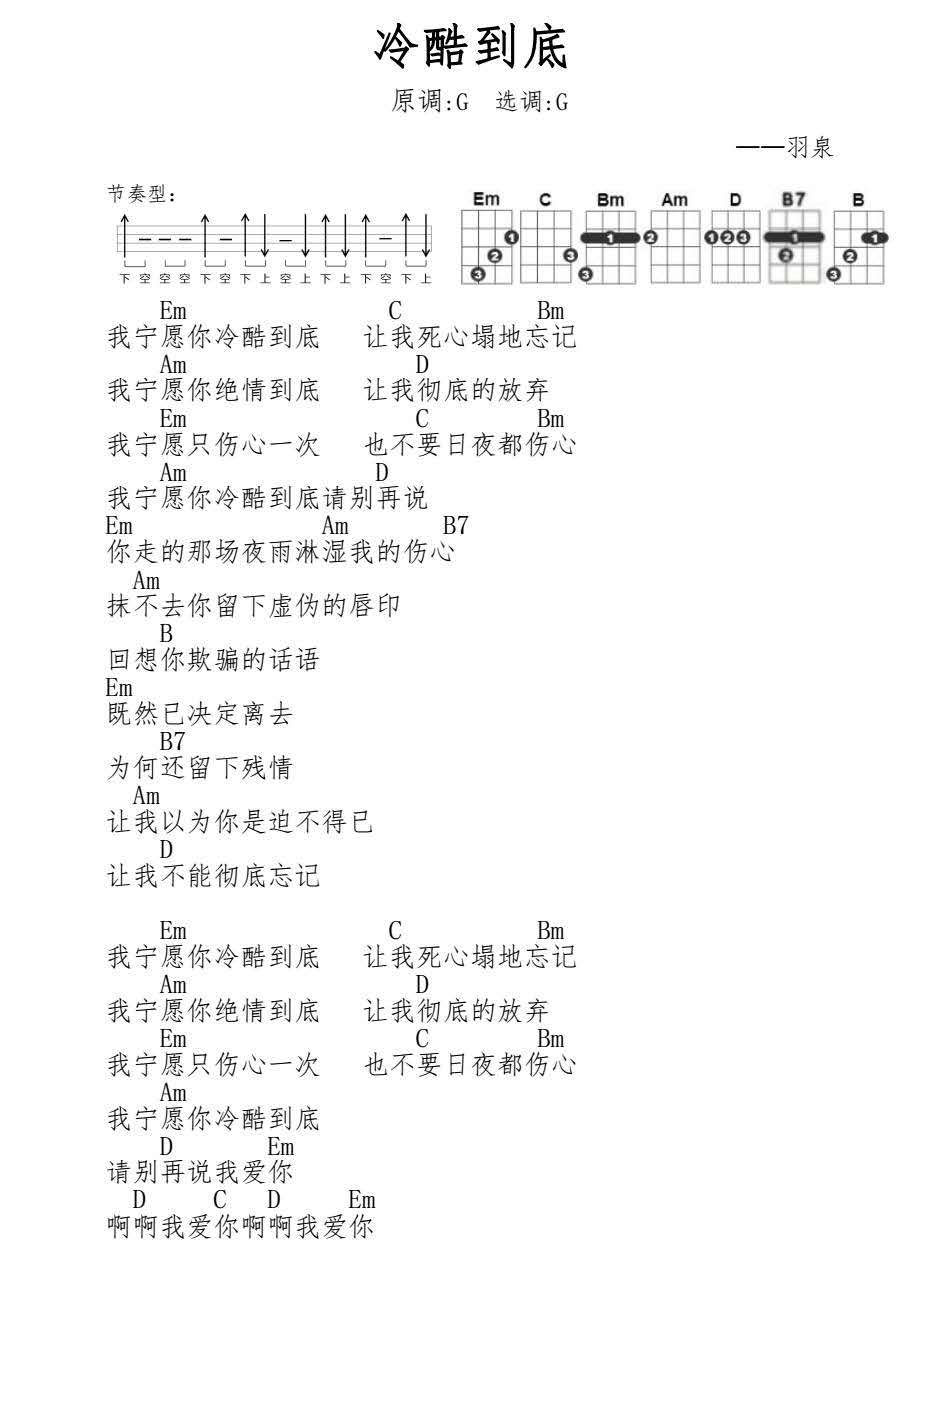 冷酷到底
原调:G 选调:G
——羽泉
节奏型：
Em C Bm Am D B7 B
1 2 3 3 1 3 2 1 2 3 1 2 1 2 3
下 空 空 空 下 空 下 上 空 上 下 上 下 空 下 上
Em C Bm
我宁愿你冷酷到底 让我死心塌地忘记
Am D
我宁愿你绝情到底 让我彻底的放弃
Em C Bm
我宁愿只伤心一次 也不要日夜都伤心
Am D
我宁愿你冷酷到底请别再说
Em Am B7
你走的那场夜雨淋湿我的伤心
Am
抹不去你留下虚伪的唇印
B
回想你欺骗的话语
Em
既然已决定离去
B7
为何还留下残情
Am
让我以为你是迫不得已
D
让我不能彻底忘记
Em C Bm
我宁愿你冷酷到底 让我死心塌地忘记
Am D
我宁愿你绝情到底 让我彻底的放弃
Em C Bm
我宁愿只伤心一次 也不要日夜都伤心
Am
我宁愿你冷酷到底
D Em
请别再说我爱你
D C D Em
啊啊我爱你啊啊我爱你